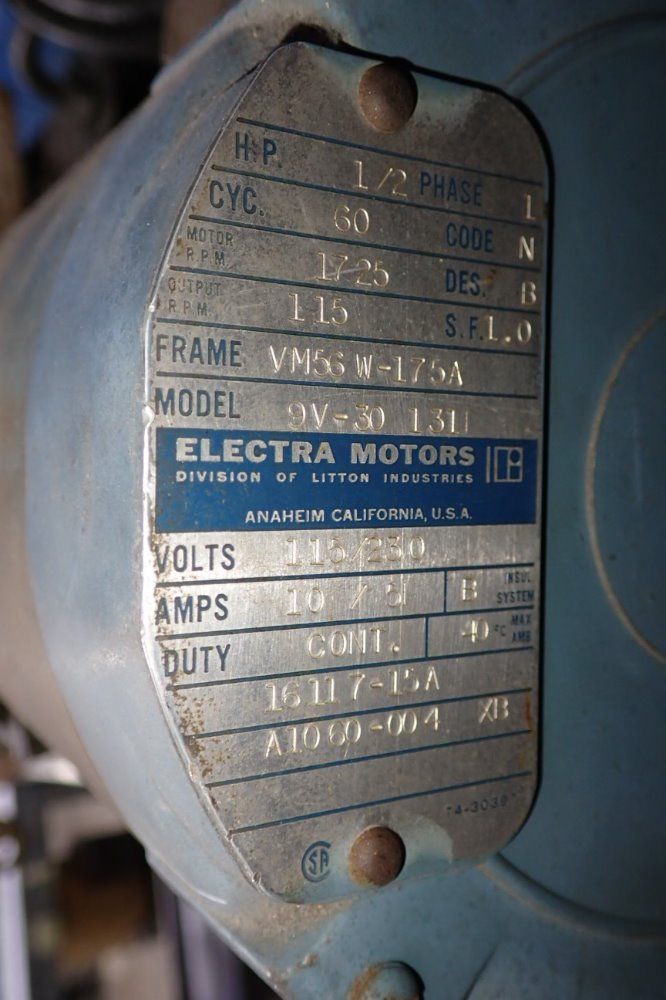 H.P. 1/2 PHASE 1
CYC. 60 CODE N
MOTOR R.P.M. 1725 DES. B
OUTPUT R.P.M. 115 S.F. 1.0
FRAME VM56 W-175A
MODEL 9V-30 1311
ELECTRA MOTORS
DIVISION OF LITTON INDUSTRIES
ANAHEIM CALIFORNIA, U.S.A.
VOLTS 115/230
AMPS 10 / 5 B INSUL SYSTEM
DUTY CONT. 40 °C MAX AMB
16117-15A
A1060-004 XB